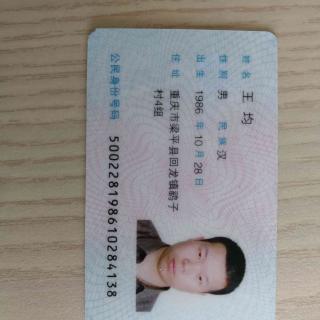 姓名 王均
性别 男 民族 汉
出生 1986 年 10 月 28 日
住址 重庆市梁平县回龙镇鹞子
村4组
公民身份号码 500228198610284138